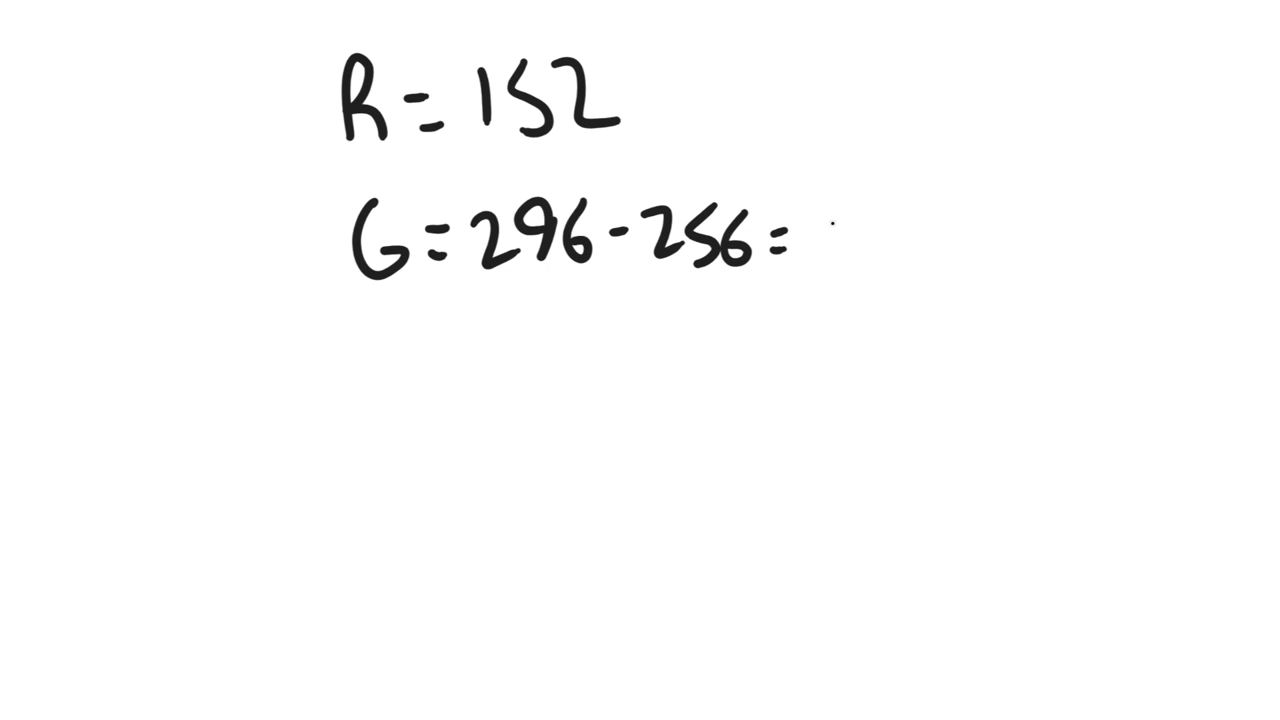 R = 152
G = 296 - 256 =